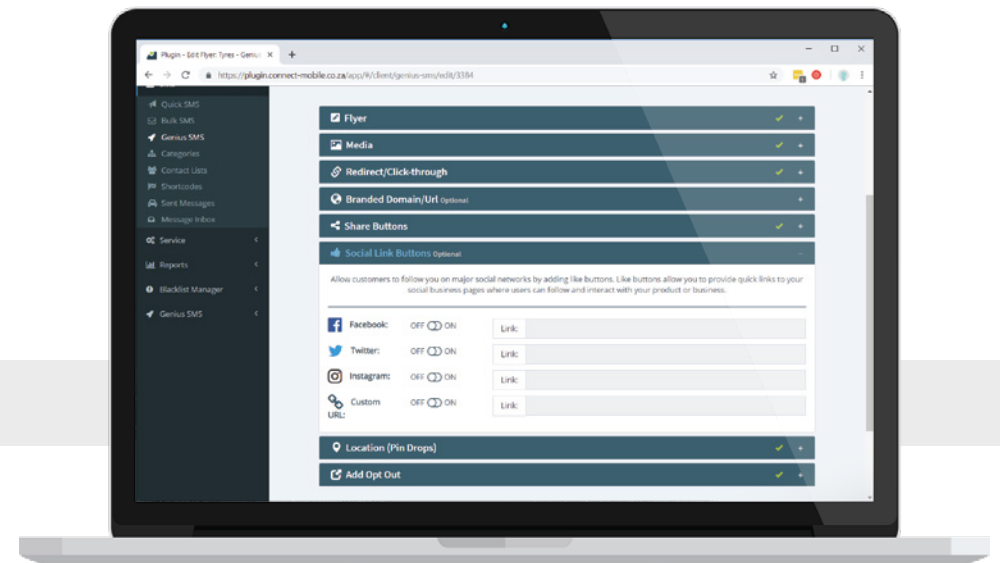 Plugin - Edit Flyer: Tyres - Genius
https://plugin.connect-mobile.co.za/app/#/client/genius-sms/edit/3384
SMS
Quick SMS
Bulk SMS
Genius SMS
Categories
Contact Lists
Shortcodes
Sent Messages
Message Inbox
Service
Reports
Blacklist Manager
Genius SMS
Flyer
Media
Redirect/Click-through
Branded Domain/Url Optional
Share Buttons
Social Link Buttons Optional
Allow customers to follow you on major social networks by adding like buttons. Like buttons allow you to provide quick links to your
social business pages where users can follow and interact with your product or business.
Facebook: OFF ON Link:
Twitter: OFF ON Link:
Instagram: OFF ON Link:
Custom OFF ON Link:
URL:
Location (Pin Drops)
Add Opt Out